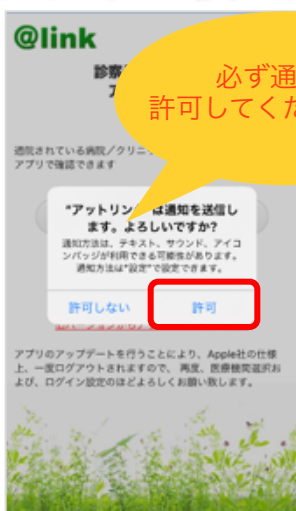 @link
診察
必ず通
許可してくだ
通院されている病院／クリニ
アプリで確認できます
"アットリン は通知を送信し
ます。よろしいですか?
通知方法は、テキスト、サウンド、アイコ
ンバッジが利用できる可能性があります。
通知方法は"設定"で設定できます。
許可しない
許可
アプリのアップデートを行うことにより、Apple社の仕様
上、一度ログアウトされますので、 再度、医療機関選択お
よび、ログイン設定のほどよろしくお願い致します。